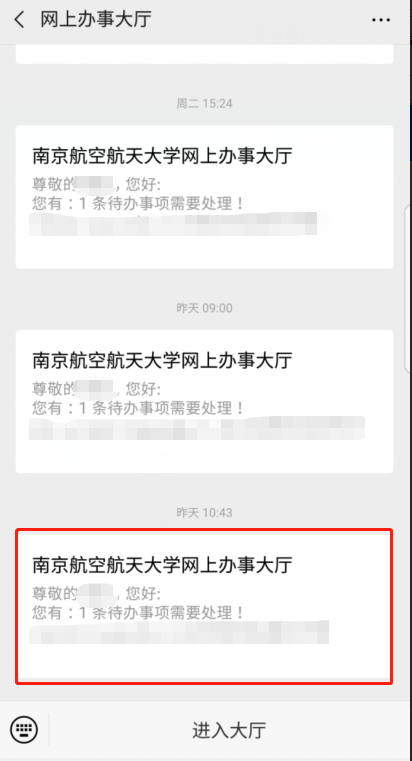 网上办事大厅
周二 15:24
南京航空航天大学网上办事大厅
尊敬的 ，您好:
您有：1 条待办事项需要处理！
昨天 09:00
南京航空航天大学网上办事大厅
尊敬的 ，您好:
您有：1 条待办事项需要处理！
昨天 10:43
南京航空航天大学网上办事大厅
尊敬的 ，您好:
您有：1 条待办事项需要处理！
进入大厅